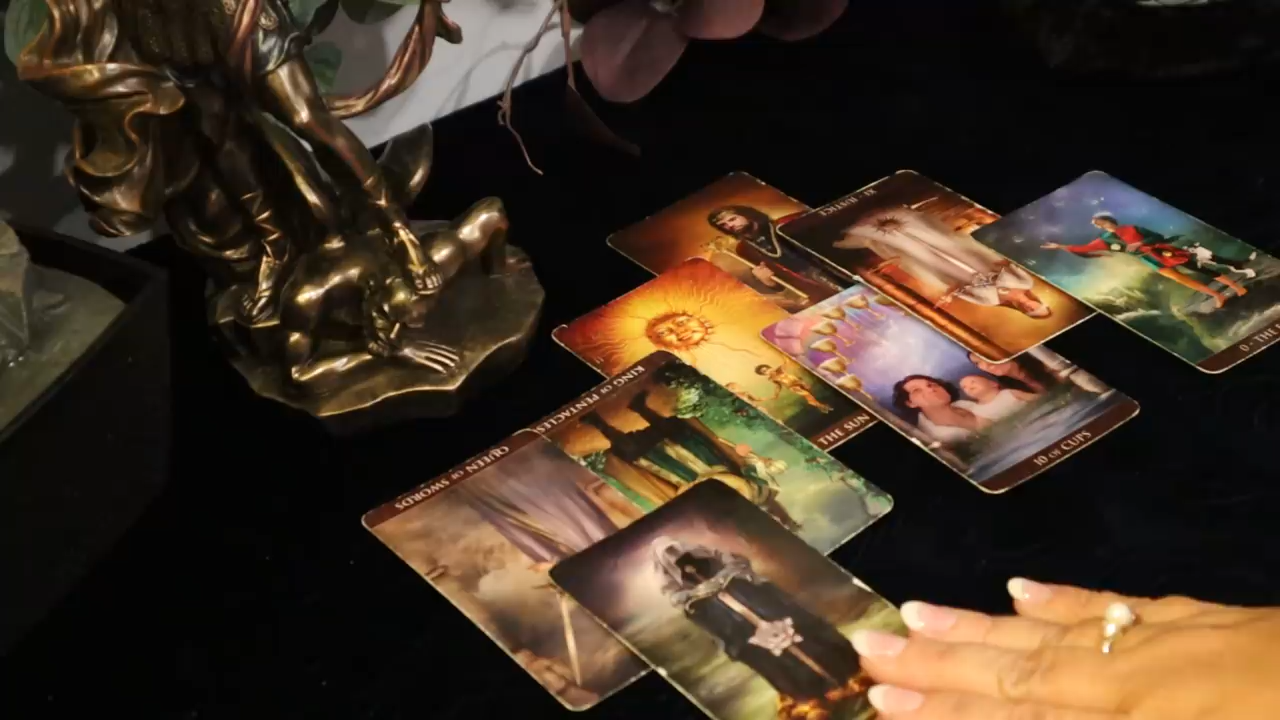 XI - JUSTICE
0 - THE
KING OF PENTACLES
THE SUN
10 OF CUPS
QUEEN OF SWORDS